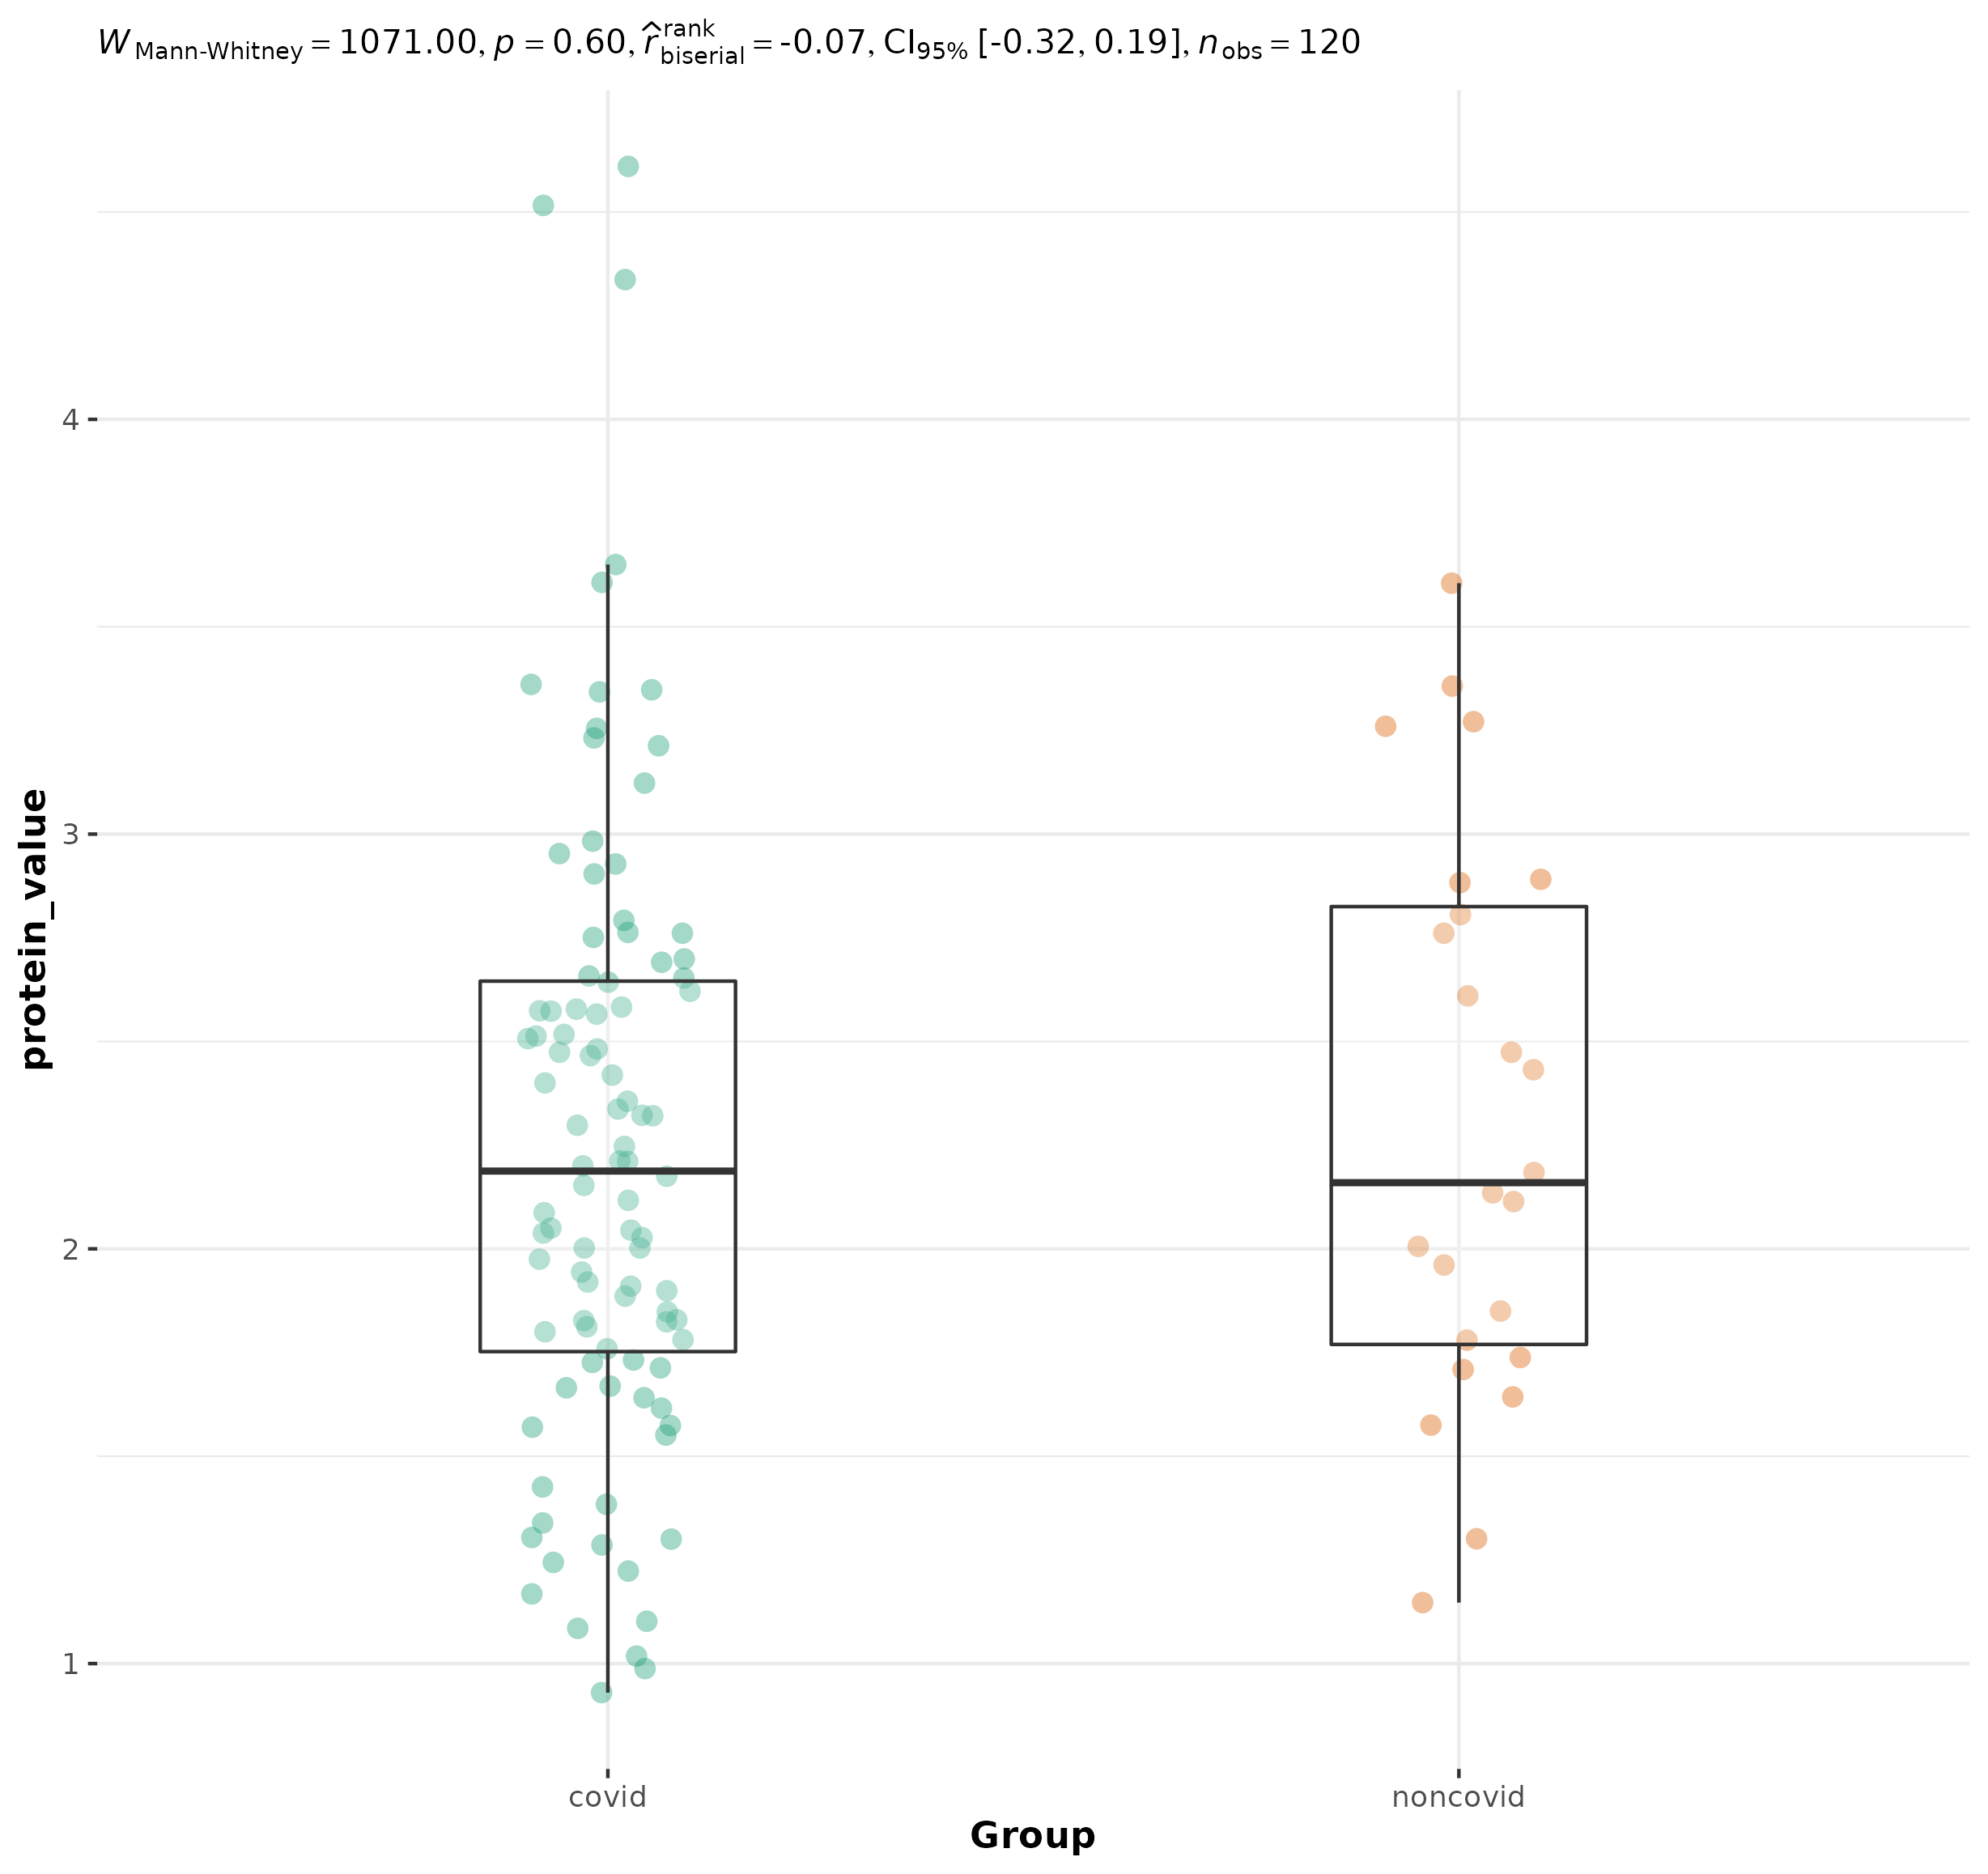 W Mann-Whitney = 1071.00, p = 0.60, r̂ rank biserial = -0.07, CI95% [-0.32, 0.19], nobs = 120
protein_value
4
3
2
1
covid noncovid
Group